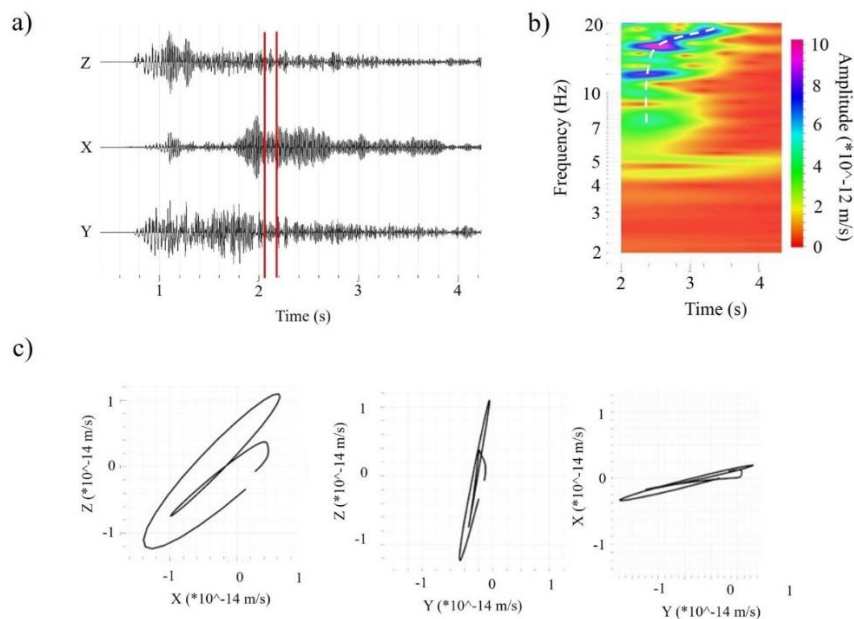 a)
Z
X
Y
1
2
3
4
Time (s)
b)
20
10
7
5
4
3
2
Frequency (Hz)
2
3
4
Time (s)
10
8
6
4
2
0
Amplitude (*10^-12 m/s)
c)
1
0
-1
Z (*10^-14 m/s)
-1
0
1
X (*10^-14 m/s)
1
0
-1
Z (*10^-14 m/s)
-1
0
1
Y (*10^-14 m/s)
1
0
-1
X (*10^-14 m/s)
-1
0
1
Y (*10^-14 m/s)